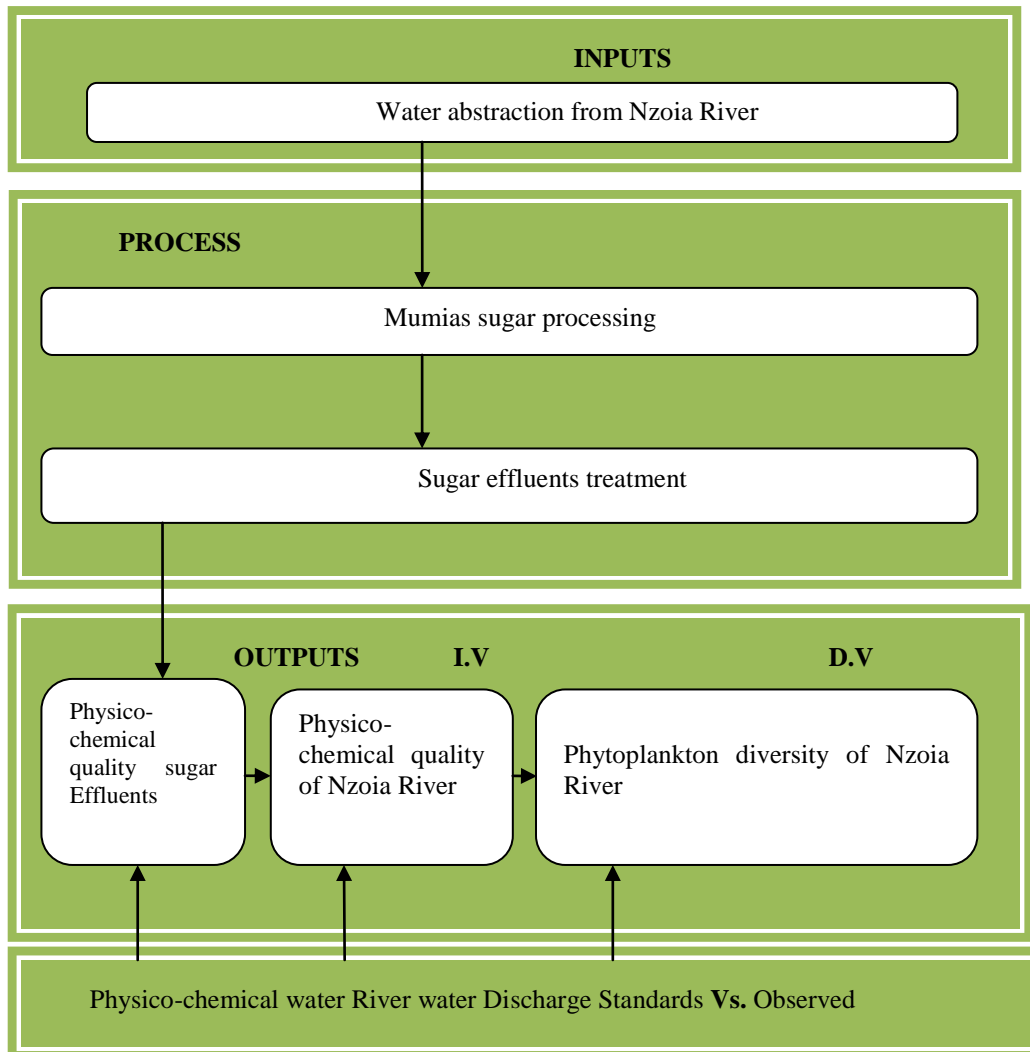 INPUTS
Water abstraction from Nzoia River
PROCESS
Mumias sugar processing
Sugar effluents treatment
OUTPUTS I.V D.V
Physico-
chemical
quality sugar
Effluents
Physico-
chemical quality
of Nzoia River
Phytoplankton diversity of Nzoia
River
Physico-chemical water River water Discharge Standards Vs. Observed